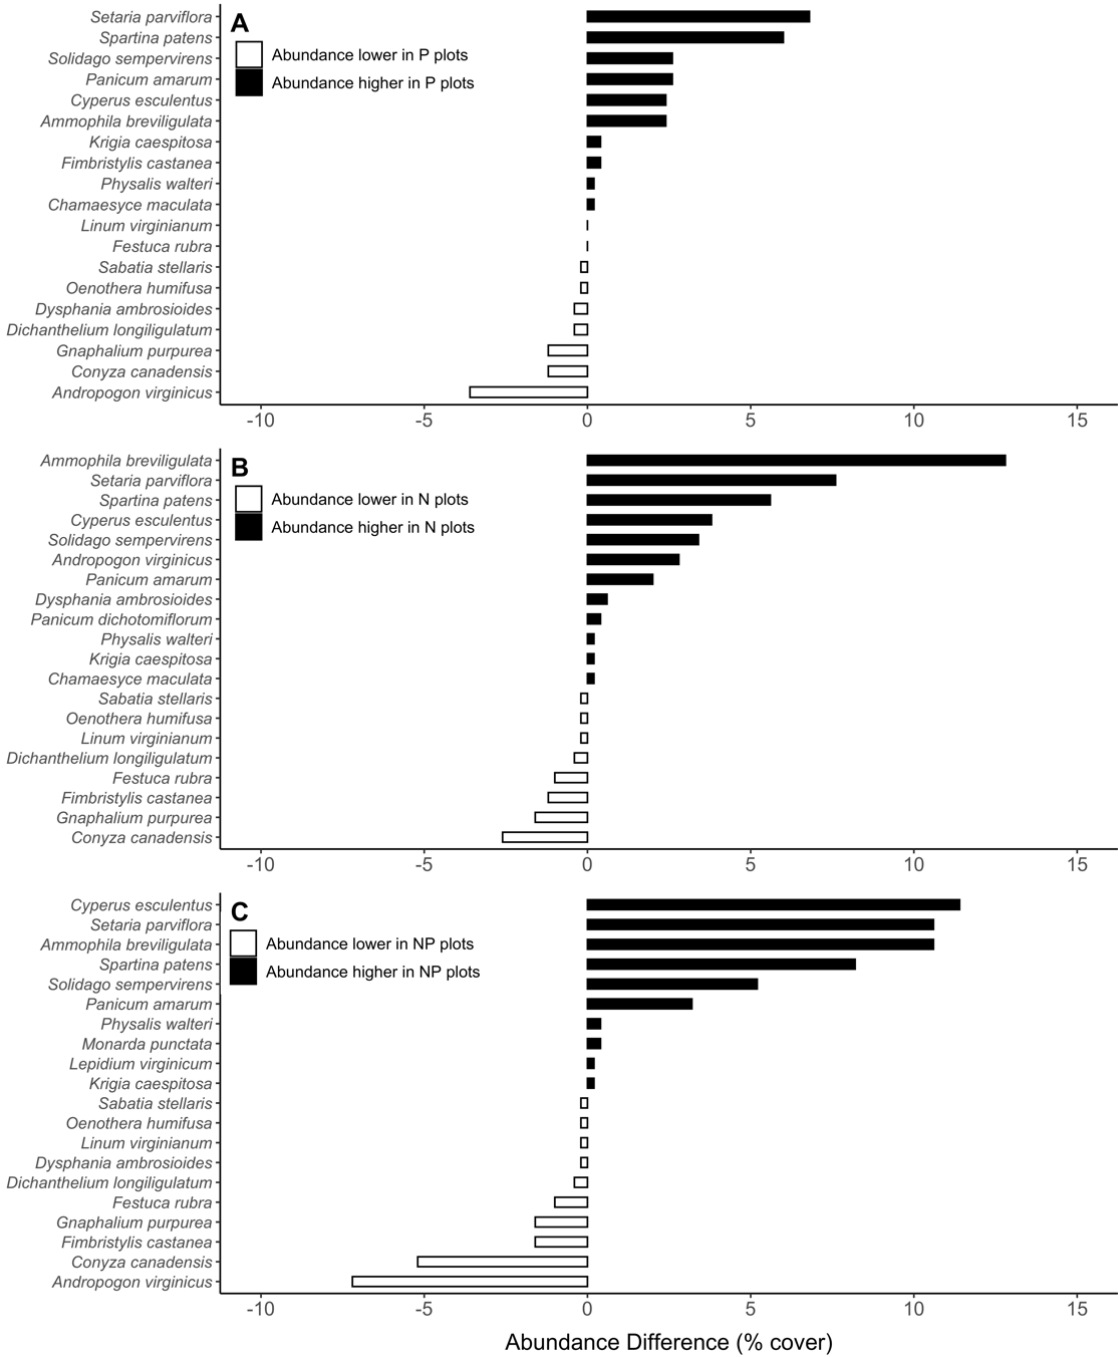 A
Abundance lower in P plots
Abundance higher in P plots
Setaria parviflora
Spartina patens
Solidago sempervirens
Panicum amarum
Cyperus esculentus
Ammophila breviligulata
Krigia caespitosa
Fimbristylis castanea
Physalis walteri
Chamaesyce maculata
Linum virginianum
Festuca rubra
Sabatia stellaris
Oenothera humifusa
Dysphania ambrosioides
Dichanthelium longiligulatum
Gnaphalium purpurea
Conyza canadensis
Andropogon virginicus
-10 -5 0 5 10 15
B
Abundance lower in N plots
Abundance higher in N plots
Ammophila breviligulata
Setaria parviflora
Spartina patens
Cyperus esculentus
Solidago sempervirens
Andropogon virginicus
Panicum amarum
Dysphania ambrosioides
Panicum dichotomiflorum
Physalis walteri
Krigia caespitosa
Chamaesyce maculata
Sabatia stellaris
Oenothera humifusa
Linum virginianum
Dichanthelium longiligulatum
Festuca rubra
Fimbristylis castanea
Gnaphalium purpurea
Conyza canadensis
-10 -5 0 5 10 15
C
Abundance lower in NP plots
Abundance higher in NP plots
Cyperus esculentus
Setaria parviflora
Ammophila breviligulata
Spartina patens
Solidago sempervirens
Panicum amarum
Physalis walteri
Monarda punctata
Lepidium virginicum
Krigia caespitosa
Sabatia stellaris
Oenothera humifusa
Linum virginianum
Dysphania ambrosioides
Dichanthelium longiligulatum
Festuca rubra
Gnaphalium purpurea
Fimbristylis castanea
Conyza canadensis
Andropogon virginicus
-10 -5 0 5 10 15
Abundance Difference (% cover)